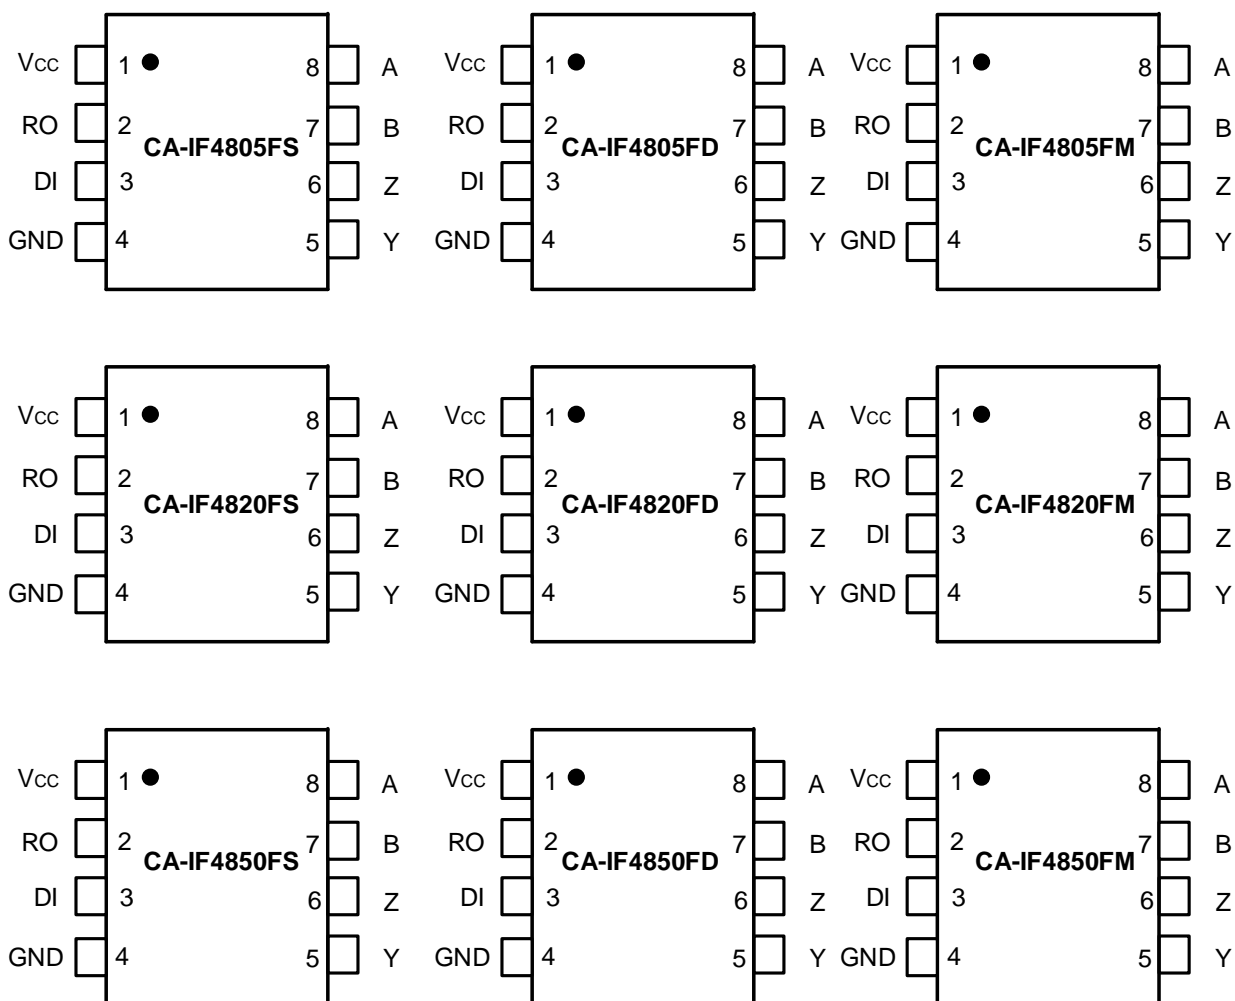 Vcc 1 8 A Vcc 1 8 A Vcc 1 8 A
RO 2 7 B RO 2 7 B RO 2 7 B
CA-IF4805FS CA-IF4805FD CA-IF4805FM
DI 3 6 Z DI 3 6 Z DI 3 6 Z
GND 4 5 Y GND 4 5 Y GND 4 5 Y
Vcc 1 8 A Vcc 1 8 A Vcc 1 8 A
RO 2 7 B RO 2 7 B RO 2 7 B
CA-IF4820FS CA-IF4820FD CA-IF4820FM
DI 3 6 Z DI 3 6 Z DI 3 6 Z
GND 4 5 Y GND 4 5 Y GND 4 5 Y
Vcc 1 8 A Vcc 1 8 A Vcc 1 8 A
RO 2 7 B RO 2 7 B RO 2 7 B
CA-IF4850FS CA-IF4850FD CA-IF4850FM
DI 3 6 Z DI 3 6 Z DI 3 6 Z
GND 4 5 Y GND 4 5 Y GND 4 5 Y